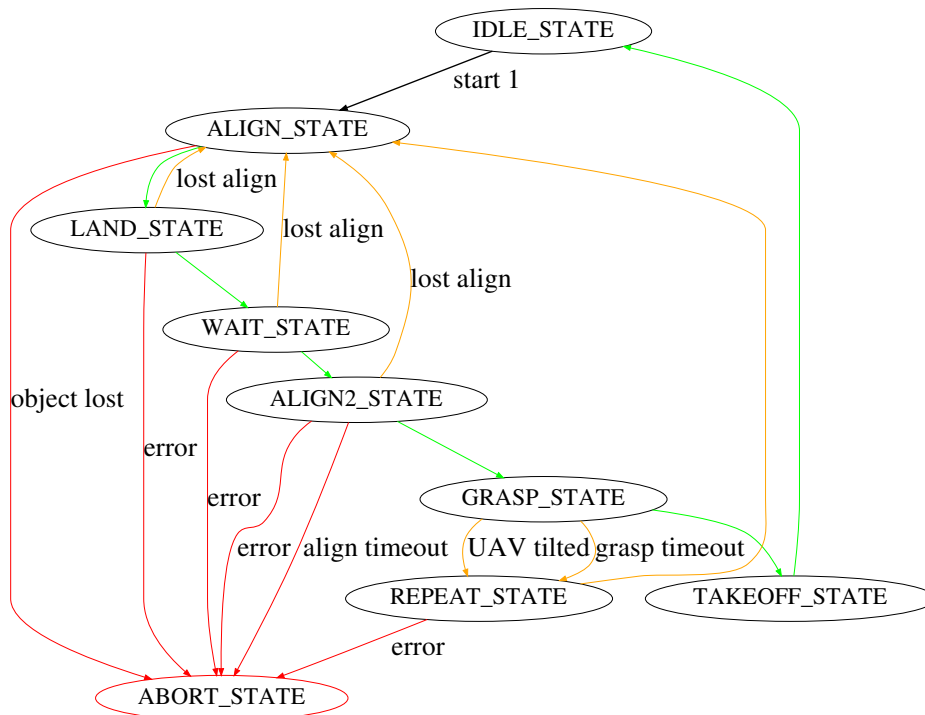 IDLE_STATE
start 1
ALIGN_STATE
lost align
LAND_STATE
lost align
lost align
WAIT_STATE
object lost
ALIGN2_STATE
error
error
GRASP_STATE
error
align timeout
UAV tilted
grasp timeout
REPEAT_STATE
TAKEOFF_STATE
error
ABORT_STATE